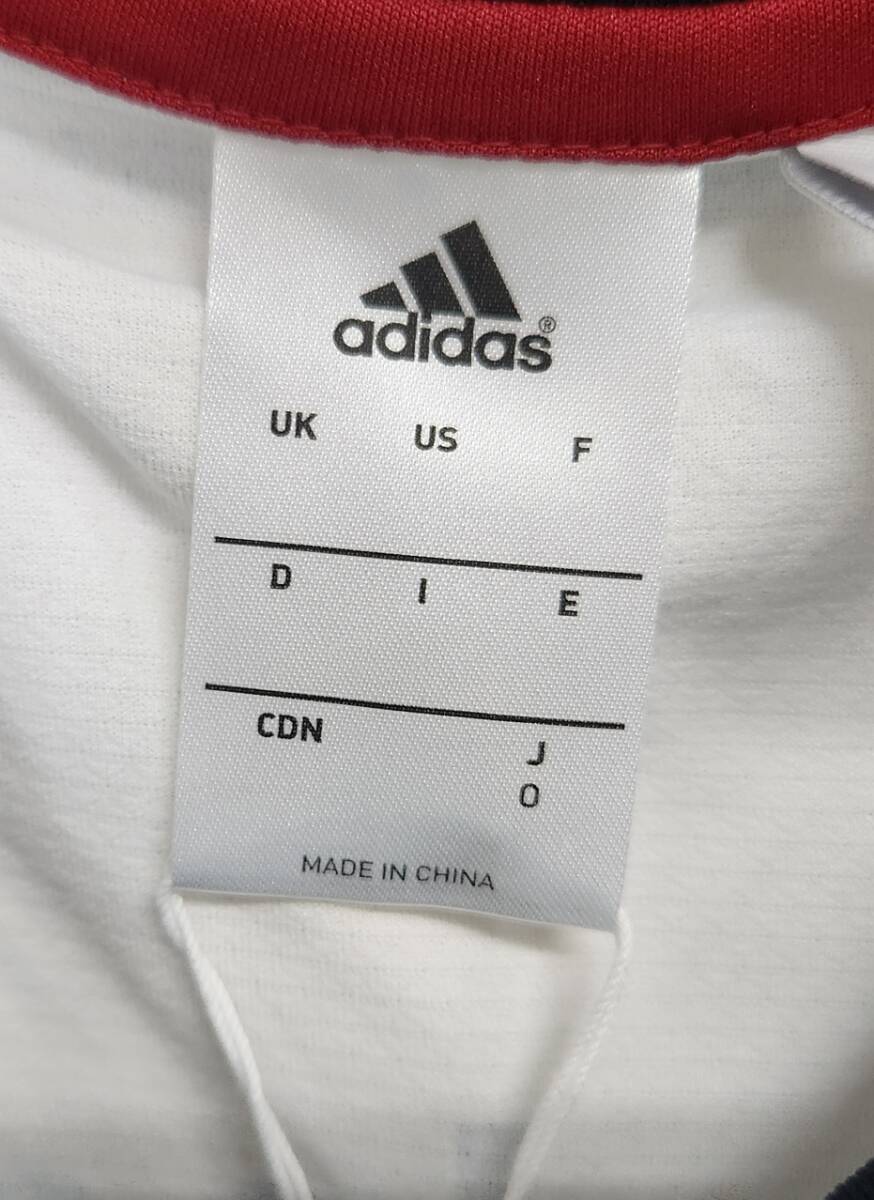 adidas®
UK US F
D I E
CDN J
O
MADE IN CHINA